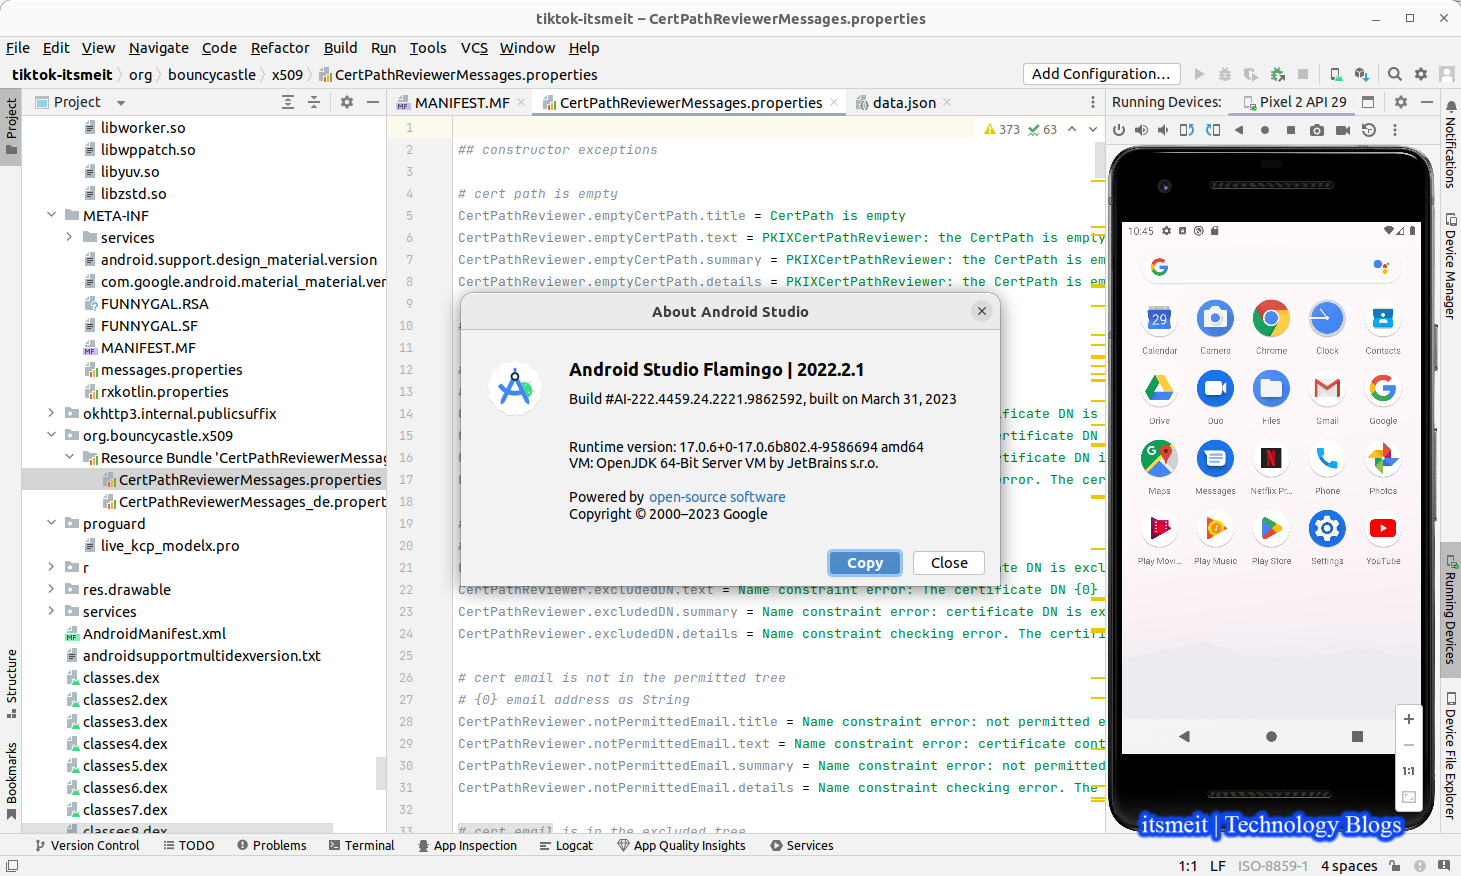 tiktok-itsmeit – CertPathReviewerMessages.properties
File Edit View Navigate Code Refactor Build Run Tools VCS Window Help
tiktok-itsmeit org bouncycastle x509 CertPathReviewerMessages.properties
Add Configuration...
Project
MANIFEST.MF
CertPathReviewerMessages.properties
data.json
Running Devices: Pixel 2 API 29
Project
Structure
Bookmarks
libworker.so
libwppatch.so
libyuv.so
libzstd.so
META-INF
services
android.support.design_material.version
com.google.android.material_material.ver
FUNNYGAL.RSA
FUNNYGAL.SF
MANIFEST.MF
messages.properties
rxkotlin.properties
okhttp3.internal.publicsuffix
org.bouncycastle.x509
Resource Bundle 'CertPathReviewerMessag
CertPathReviewerMessages.properties
CertPathReviewerMessages_de.propert
proguard
live_kcp_modelx.pro
r
res.drawable
services
AndroidManifest.xml
androidsupportmultidexversion.txt
classes.dex
classes2.dex
classes3.dex
classes4.dex
classes5.dex
classes6.dex
classes7.dex
classes8.dex
373 63
1
2 ## constructor exceptions
3
4 # cert path is empty
5 CertPathReviewer.emptyCertPath.title = CertPath is empty
6 CertPathReviewer.emptyCertPath.text = PKIXCertPathReviewer: the CertPath is empty
7 CertPathReviewer.emptyCertPath.summary = PKIXCertPathReviewer: the CertPath is em
8 CertPathReviewer.emptyCertPath.details = PKIXCertPathReviewer: the CertPath is em
9
10 #
11
12 #
13 #
14 C ificate DN is
15 C rtificate DN
16 C rtificate DN i
17 C ror. The cer
18
19 #
20 #
21 C te DN is excl
22 CertPathReviewer.excludedDN.text = Name constraint error: The certificate DN {0}
23 CertPathReviewer.excludedDN.summary = Name constraint error: certificate DN is ex
24 CertPathReviewer.excludedDN.details = Name constraint checking error. The certif
25
26 # cert email is not in the permitted tree
27 # {0} email address as String
28 CertPathReviewer.notPermittedEmail.title = Name constraint error: not permitted e
29 CertPathReviewer.notPermittedEmail.text = Name constraint error: certificate cont
30 CertPathReviewer.notPermittedEmail.summary = Name constraint error: not permitted
31 CertPathReviewer.notPermittedEmail.details = Name constraint checking error. The
32
33 # cert email is in the excluded tree
About Android Studio
Android Studio Flamingo | 2022.2.1
Build #AI-222.4459.24.2221.9862592, built on March 31, 2023
Runtime version: 17.0.6+0-17.0.6b802.4-9586694 amd64
VM: OpenJDK 64-Bit Server VM by JetBrains s.r.o.
Powered by open-source software
Copyright © 2000–2023 Google
Copy Close
10:45
29
Calendar Camera Chrome Clock Contacts
Drive Duo Files Gmail Google
Maps Messages Netflix Pr... Phone Photos
Play Movi... Play Music Play Store Settings YouTube
1:1
itsmeit | Technology Blogs
Notifications
Device Manager
Running Devices
Device File Explorer
Version Control TODO Problems Terminal App Inspection Logcat App Quality Insights Services
1:1 LF ISO-8859-1 4 spaces